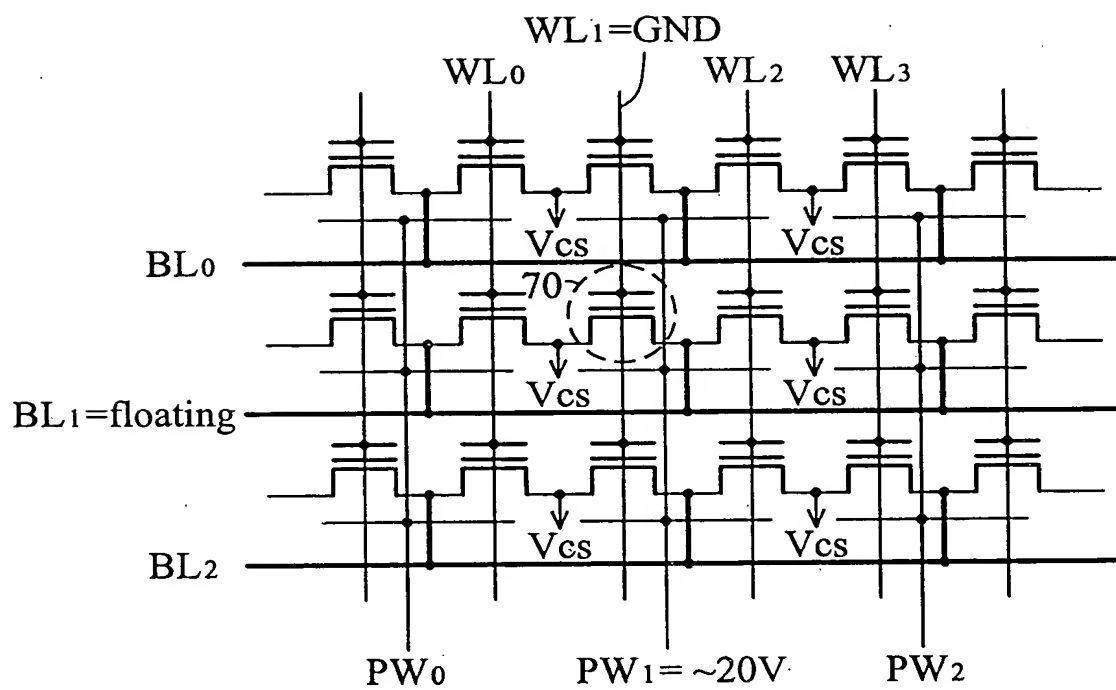 WL1=GND
WL0 WL2 WL3
Vcs Vcs
BL0
70
Vcs Vcs
BL1=floating
Vcs Vcs
BL2
PW0 PW1= ~20V PW2